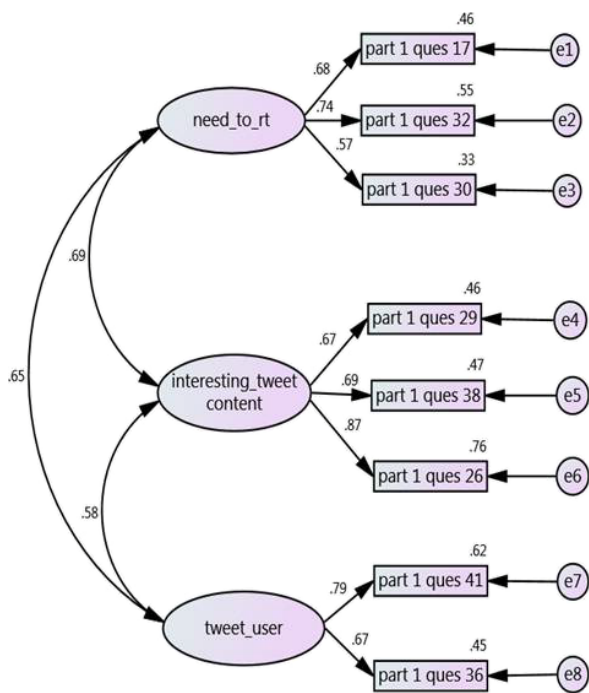 .46
part 1 ques 17
e1
.68
.55
need_to_rt
.74
part 1 ques 32
e2
.57
.33
part 1 ques 30
e3
.69
.46
part 1 ques 29
e4
.67
.65
interesting_tweet
content
.69
.47
part 1 ques 38
e5
.87
.76
part 1 ques 26
e6
.58
.62
part 1 ques 41
e7
.79
tweet_user
.67
.45
part 1 ques 36
e8